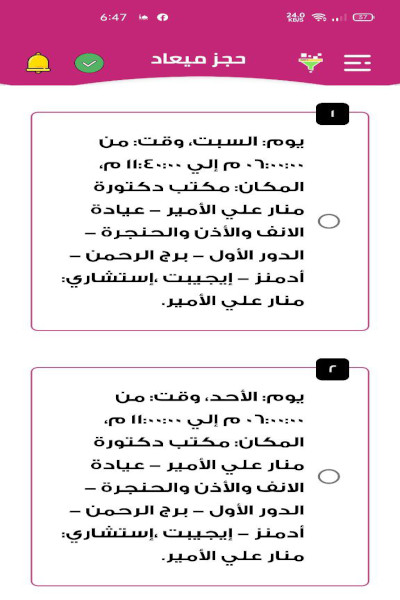 6:47
24.0 KB/S
87
حجز ميعاد
١
يوم: السبت، وقت: من
٠٦:٠٠:٠٠ م إلي ١١:٤٠:٠٠ م،
المكان: مكتب دكتورة
منار علي الأمير – عيادة
الانف والأذن والحنجرة –
الدور الأول – برج الرحمن –
أدمنز – إيجيبت ،إستشاري:
منار علي الأمير.
٢
يوم: الأحد، وقت: من
٠٦:٠٠:٠٠ م إلي ١١:٠٠:٠٠ م،
المكان: مكتب دكتورة
منار علي الأمير – عيادة
الانف والأذن والحنجرة –
الدور الأول – برج الرحمن –
أدمنز – إيجيبت ،إستشاري:
منار علي الأمير.